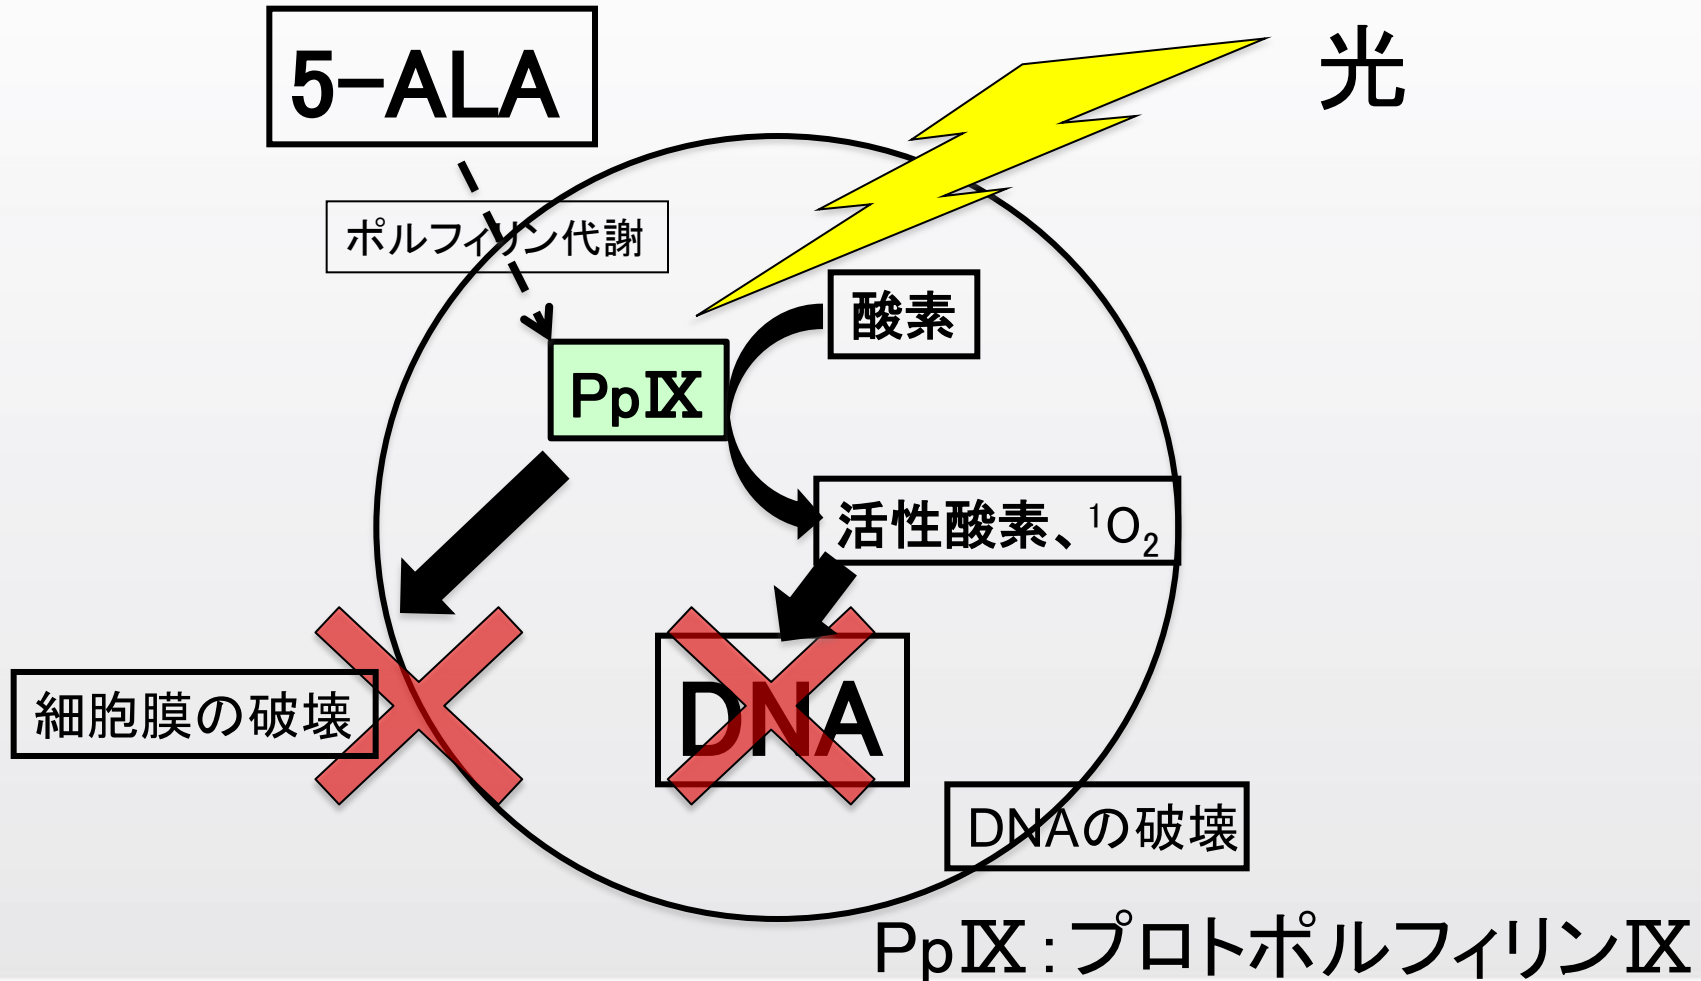 5-ALA
光
ポルフィリン代謝
酸素
PpⅨ
活性酸素、¹O₂
細胞膜の破壊
DNA
DNAの破壊
PpⅨ:プロトポルフィリンⅨ